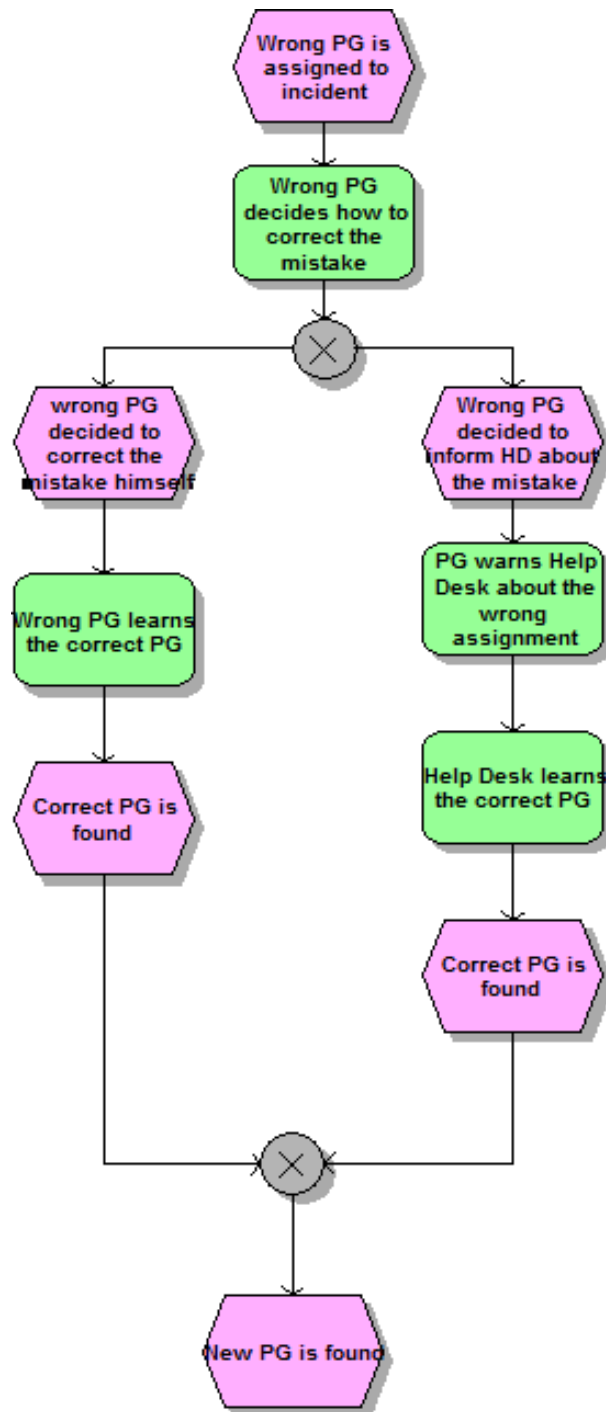 Wrong PG is
assigned to
incident
Wrong PG
decides how to
correct the
mistake
wrong PG
decided to
correct the
mistake himself
Wrong PG
decided to
inform HD about
the mistake
Wrong PG learns
the correct PG
PG warns Help
Desk about the
wrong
assignment
Correct PG is
found
Help Desk learns
the correct PG
Correct PG is
found
New PG is found